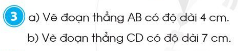 3 a) Vẽ đoạn thẳng AB có độ dài 4 cm.
b) Vẽ đoạn thẳng CD có độ dài 7 cm.